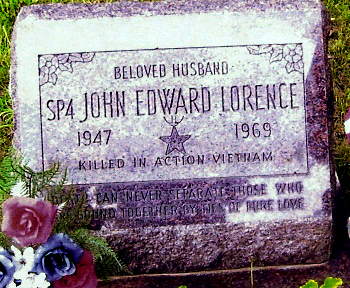 BELOVED HUSBAND
SP4 JOHN EDWARD LORENCE
1947 1969
KILLED IN ACTION VIETNAM
CAN NEVER SEPARATE THOSE WHO
BOUND TOGETHER BY TIES OF PURE LOVE